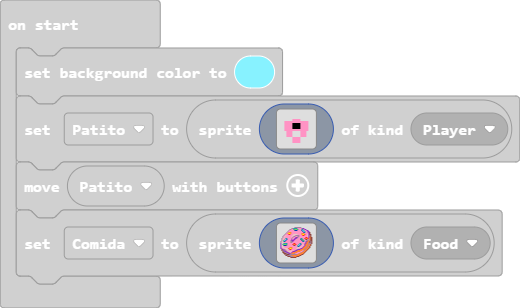 on start
set background color to
set Patito to sprite of kind Player
move Patito with buttons
set Comida to sprite of kind Food